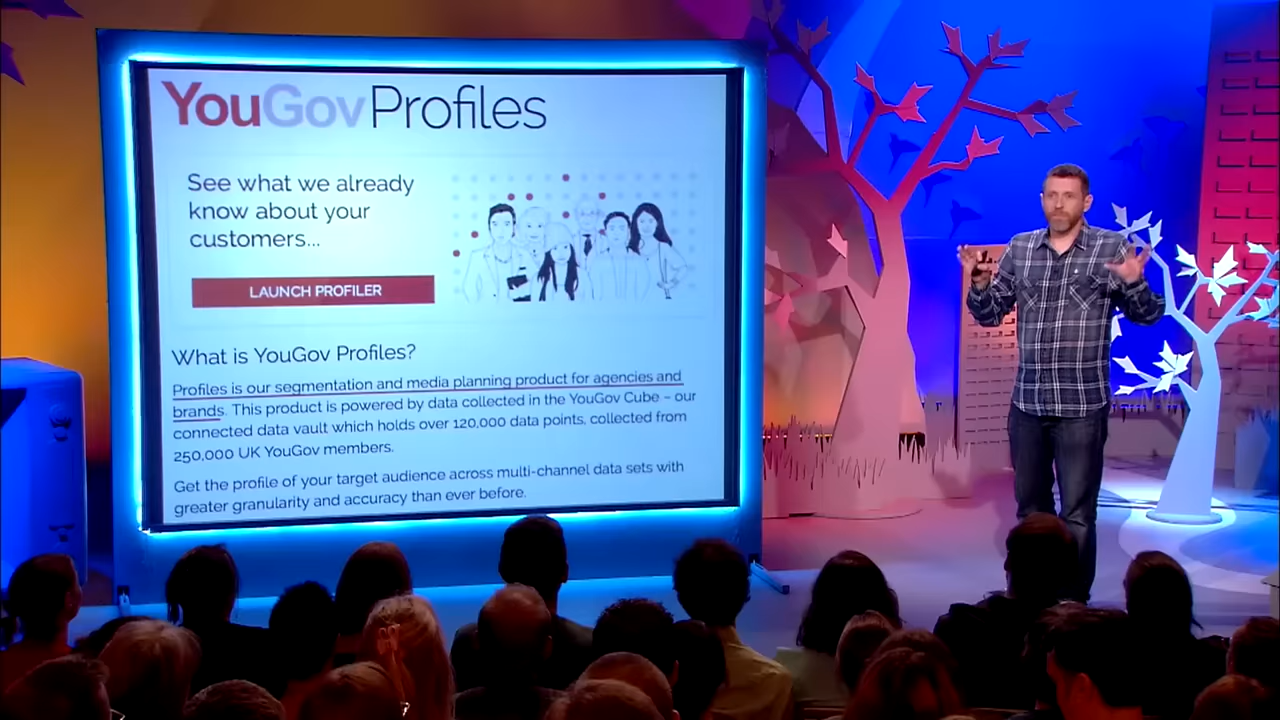 YouGov Profiles
See what we already
know about your
customers...
LAUNCH PROFILER
What is YouGov Profiles?
Profiles is our segmentation and media planning product for agencies and
brands. This product is powered by data collected in the YouGov Cube – our
connected data vault which holds over 120,000 data points, collected from
250,000 UK YouGov members.
Get the profile of your target audience across multi-channel data sets with
greater granularity and accuracy than ever before.